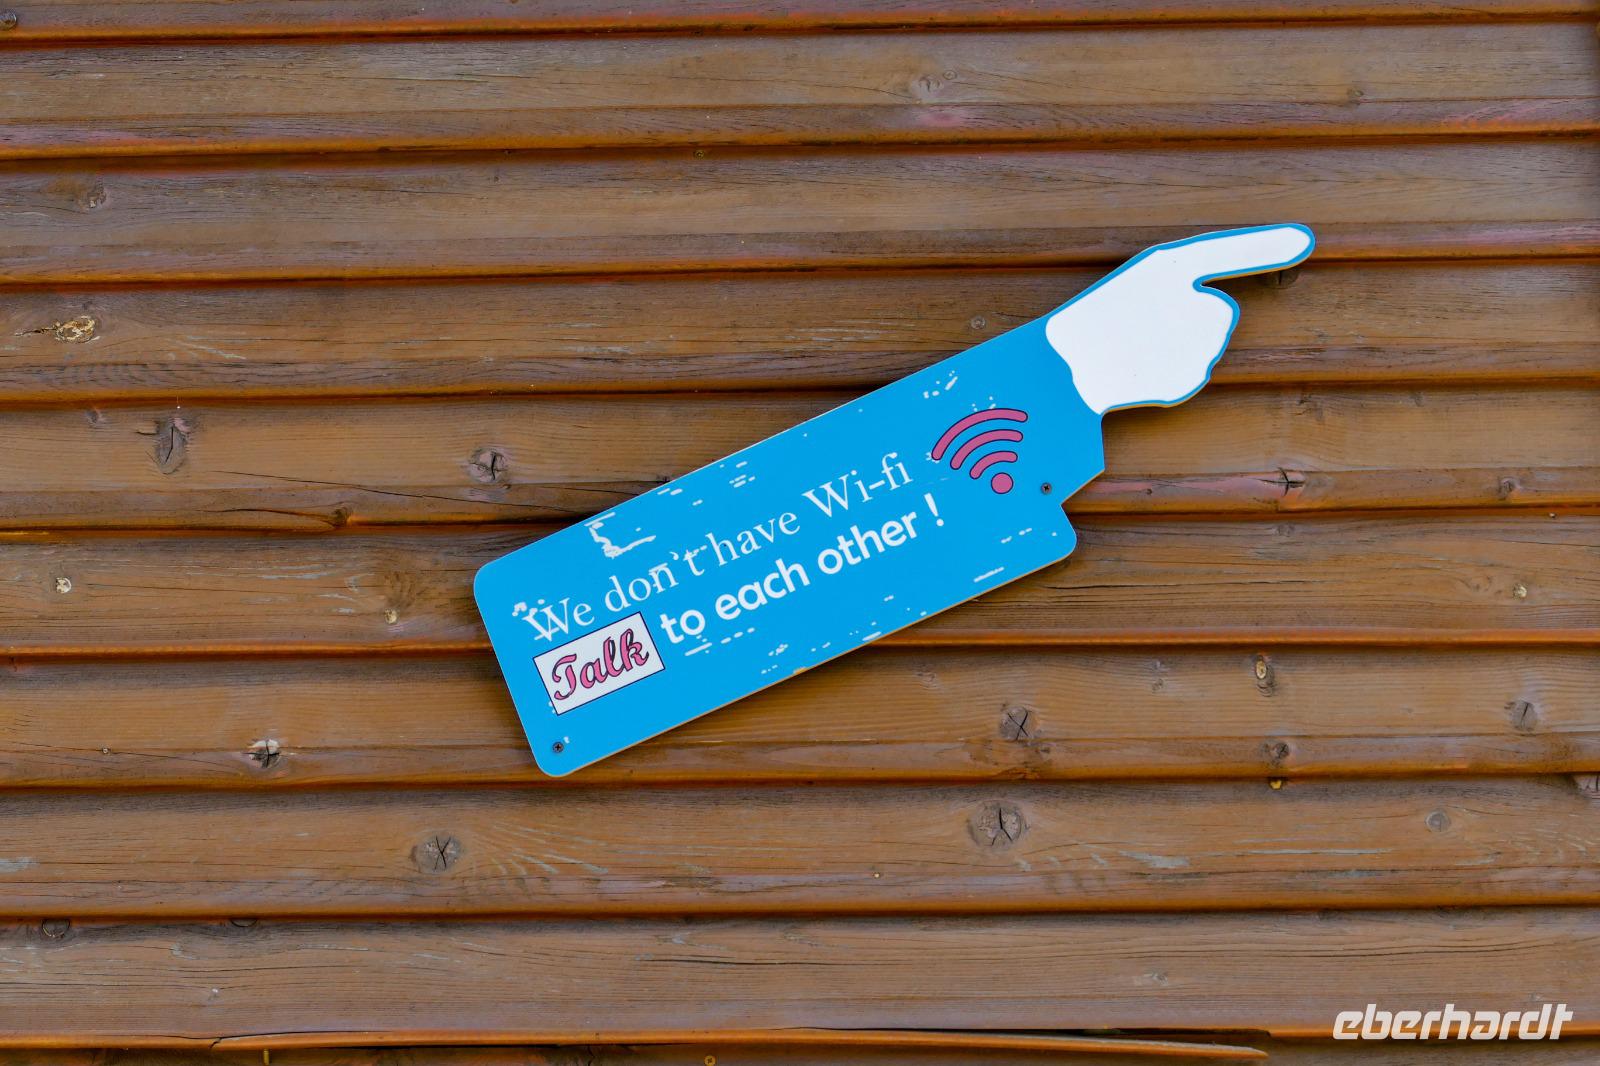 We don't have Wi-fi
Talk to each other !
eberhardt